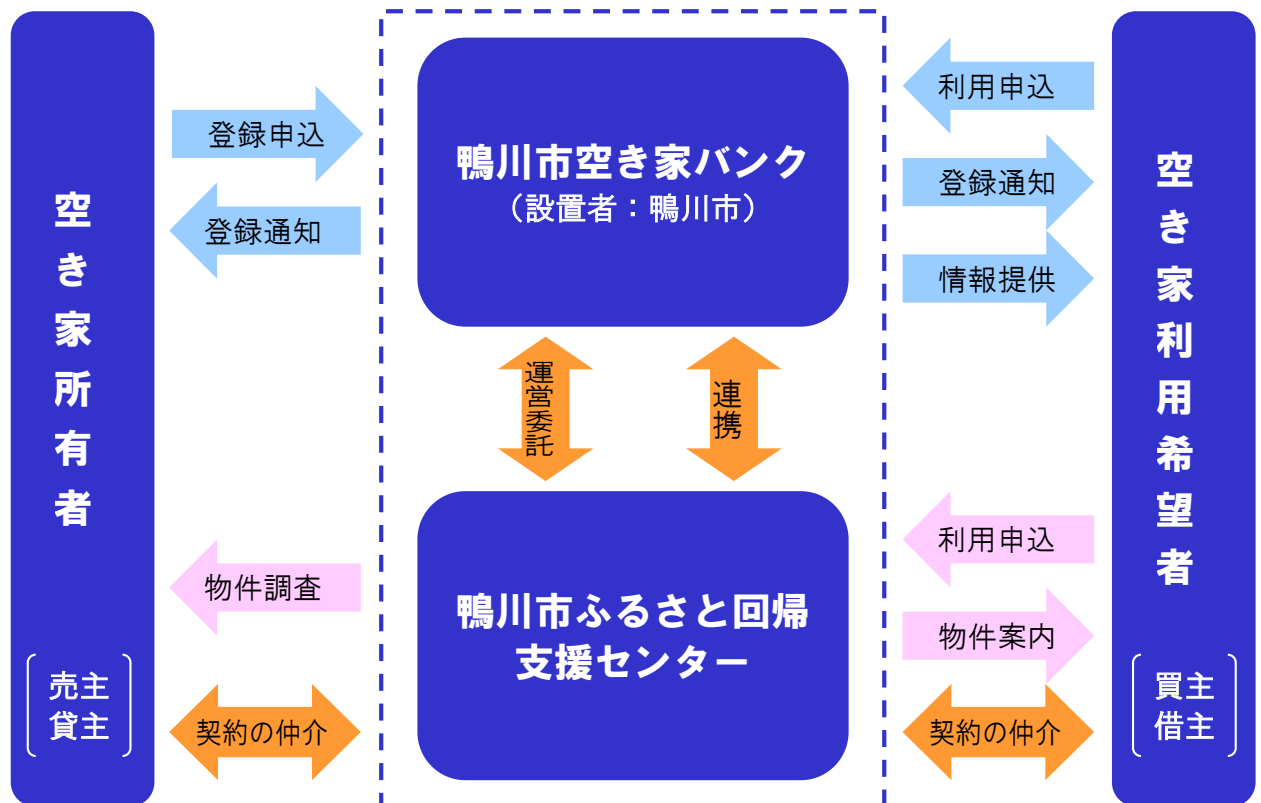 空き家所有者
売主
貸主
登録申込
登録通知
物件調査
契約の仲介
鴨川市空き家バンク
（設置者：鴨川市）
運営委託
連携
鴨川市ふるさと回帰
支援センター
利用申込
登録通知
情報提供
利用申込
物件案内
契約の仲介
空き家利用希望者
買主
借主